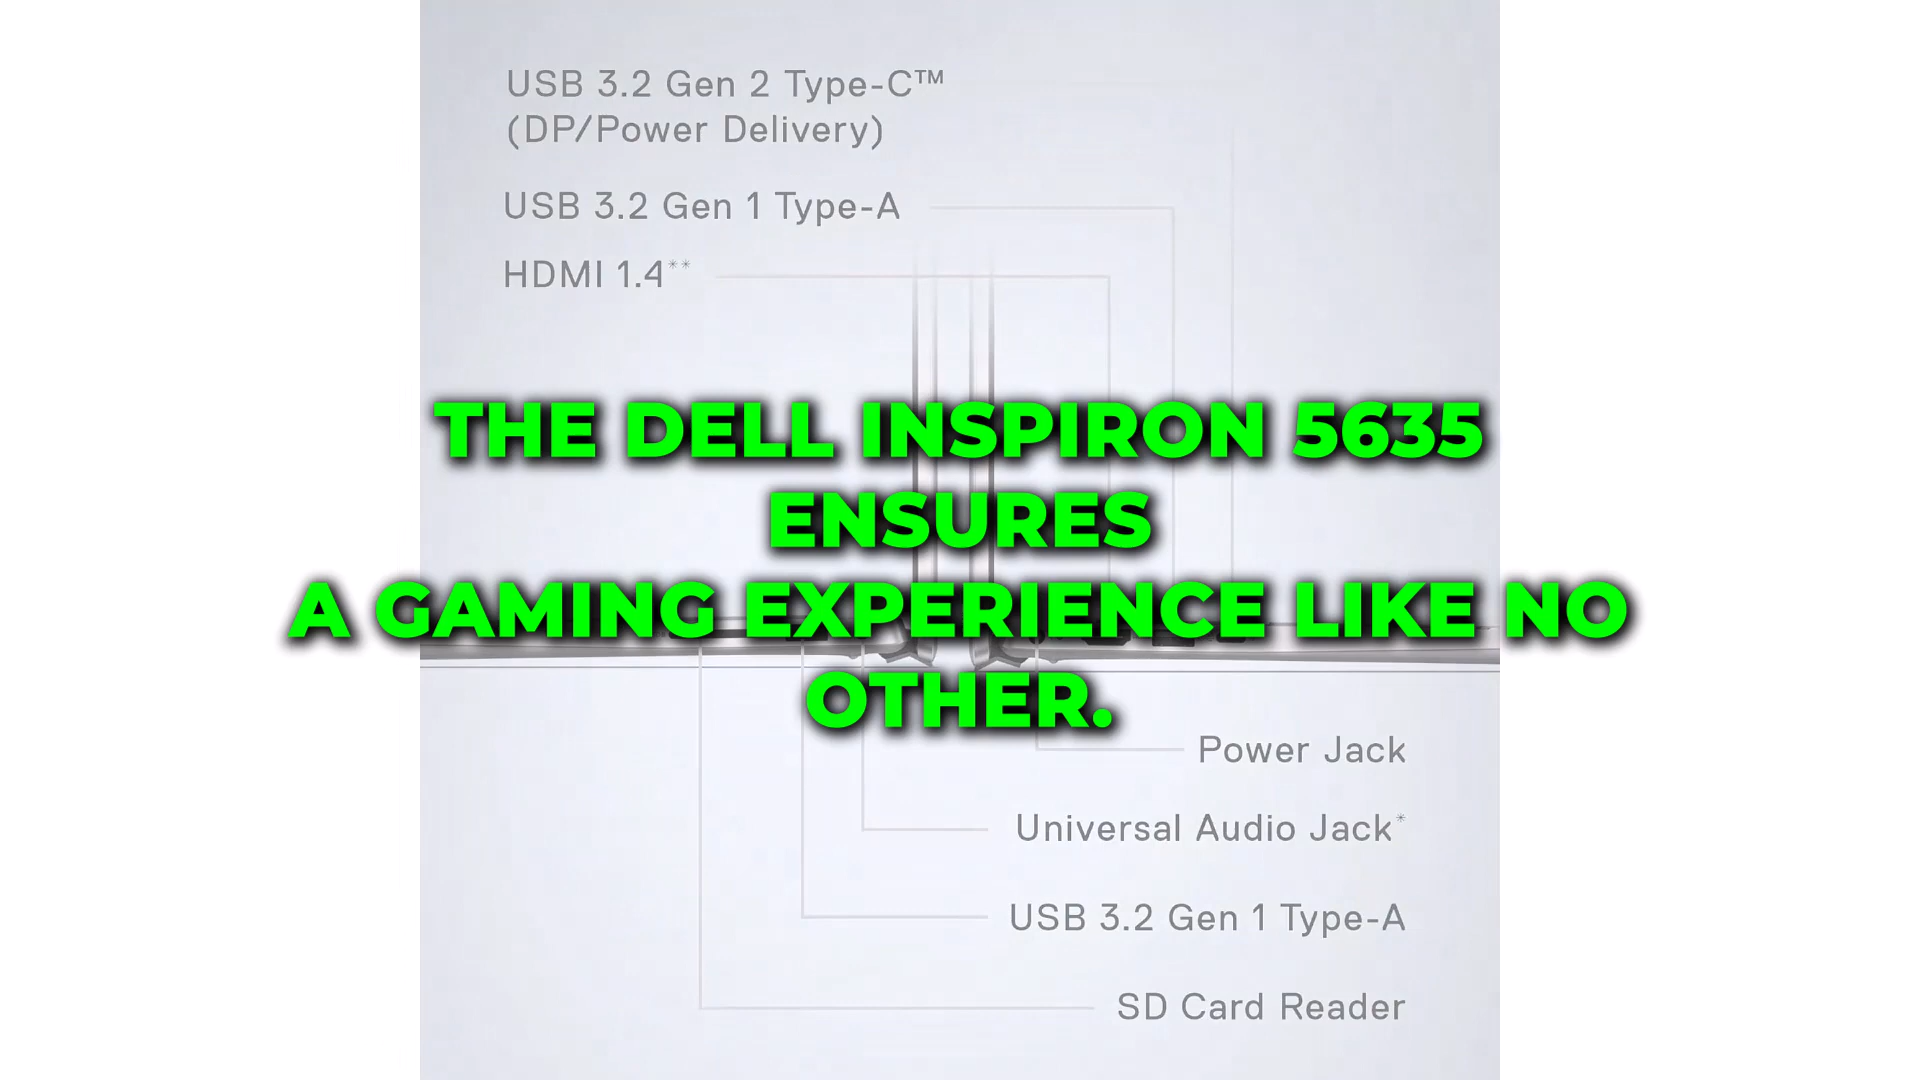 USB 3.2 Gen 2 Type-C™
(DP/Power Delivery)
USB 3.2 Gen 1 Type-A
HDMI 1.4**
THE DELL INSPIRON 5635
ENSURES
A GAMING EXPERIENCE LIKE NO
OTHER.
Power Jack
Universal Audio Jack*
USB 3.2 Gen 1 Type-A
SD Card Reader